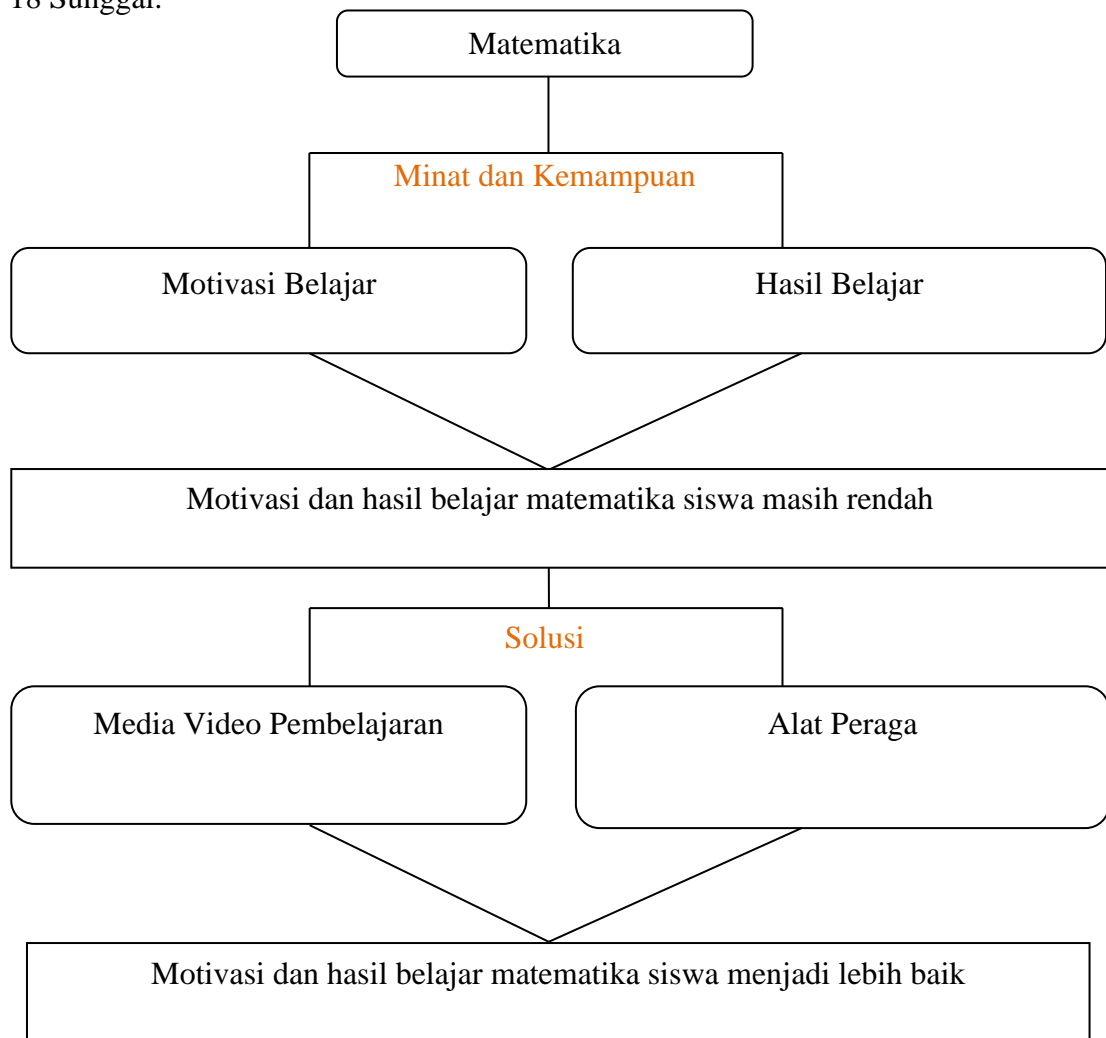 18 Sunggal.
Matematika
Minat dan Kemampuan
Motivasi Belajar
Hasil Belajar
Motivasi dan hasil belajar matematika siswa masih rendah
Solusi
Media Video Pembelajaran
Alat Peraga
Motivasi dan hasil belajar matematika siswa menjadi lebih baik